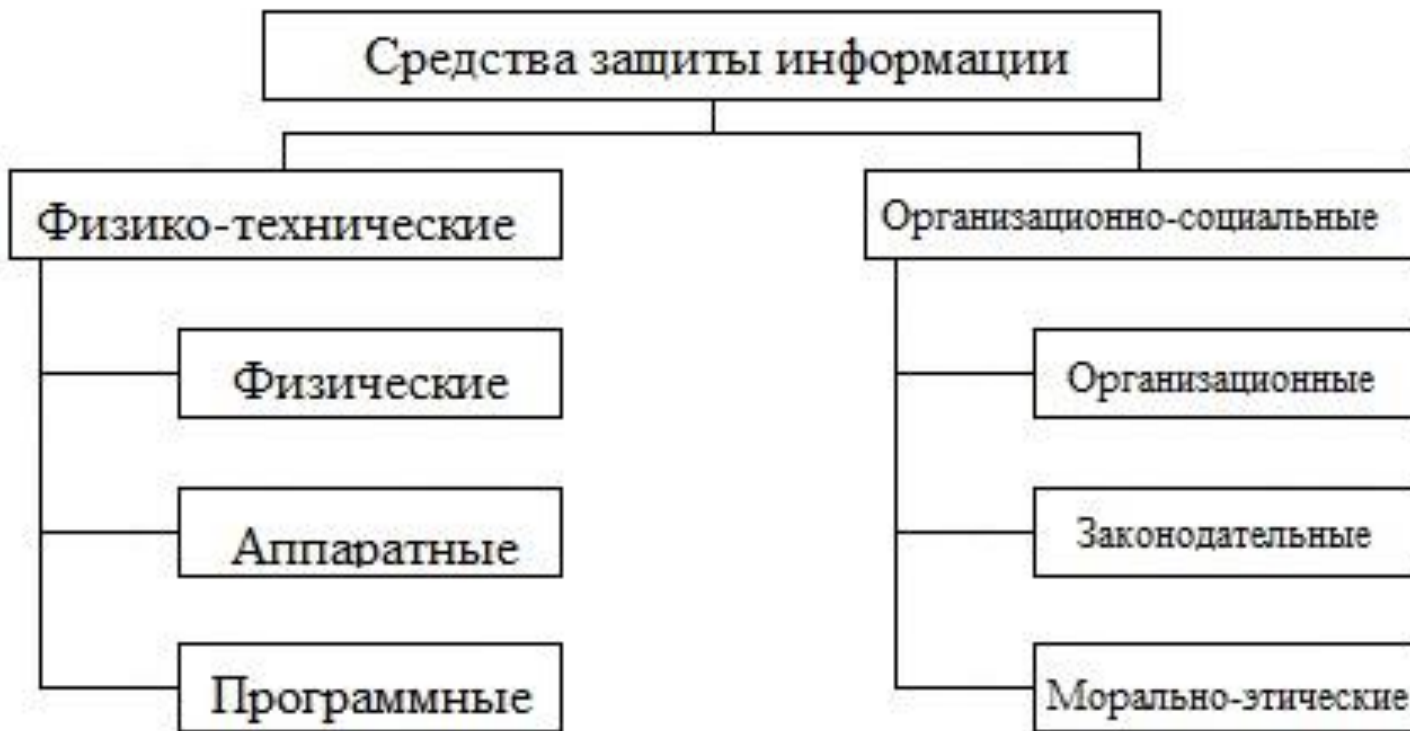 Средства защиты информации
Физико-технические
Организационно-социальные
Физические
Организационные
Аппаратные
Законодательные
Программные
Морально-этические